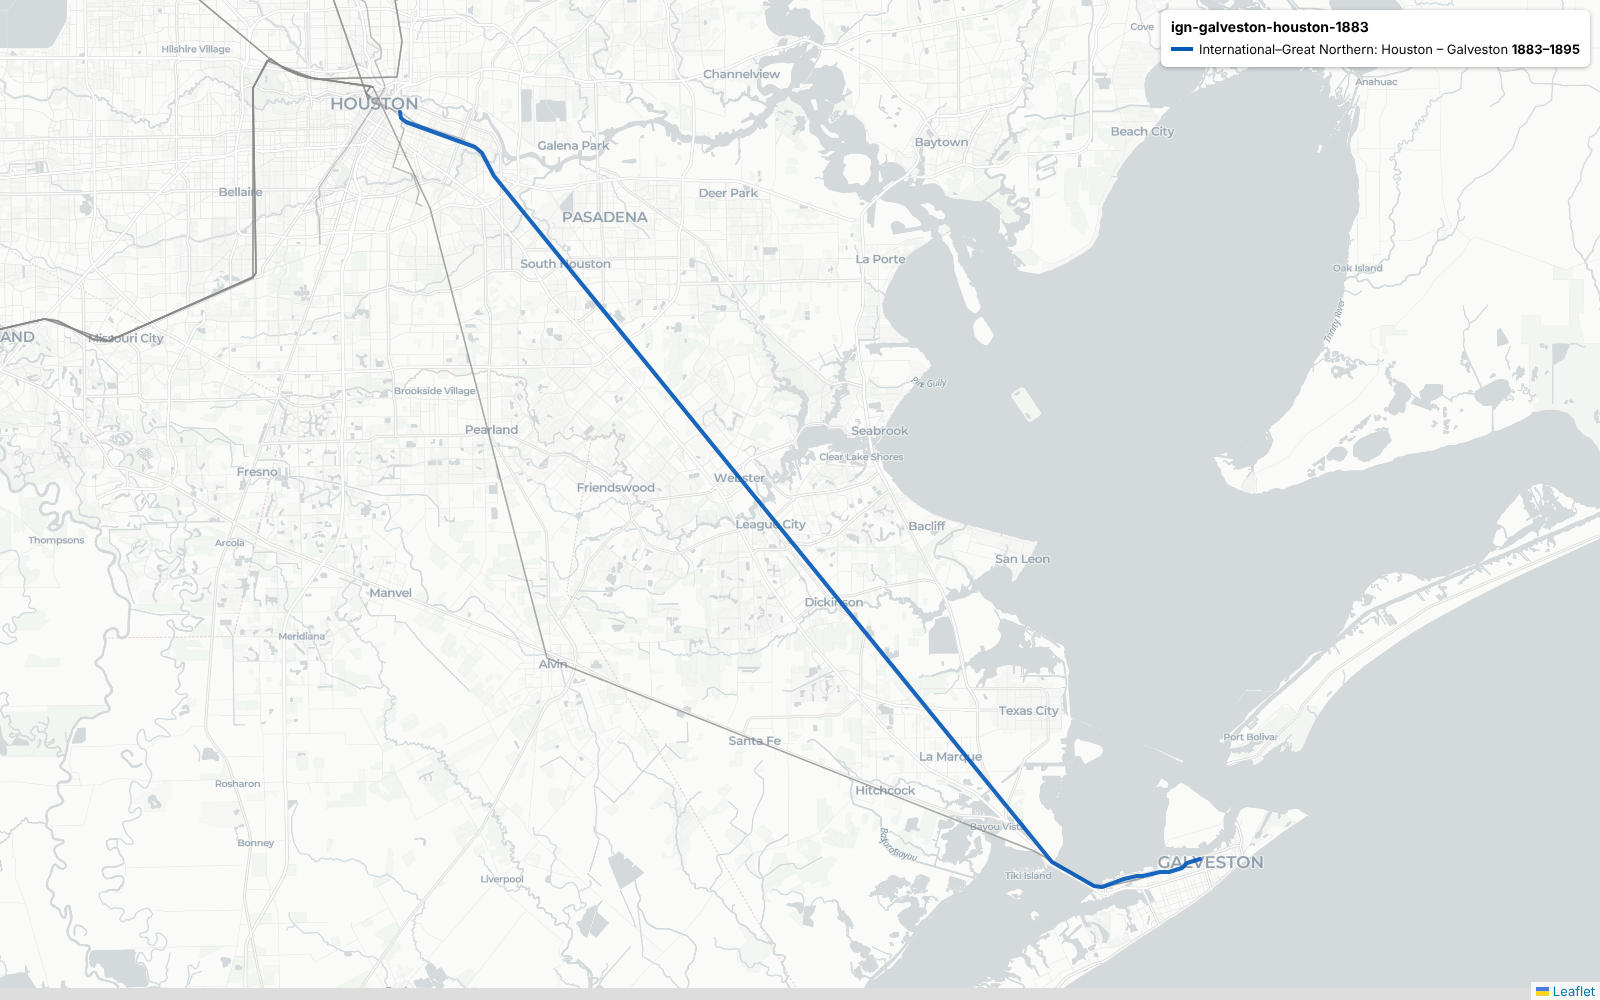 ign-galveston-houston-1883
International–Great Northern: Houston – Galveston 1883–1895
Cove
Hilshire Village
Channelview
Anahuac
HOUSTON
Beach City
Galena Park
Baytown
Bellaire
Deer Park
PASADENA
South Houston
La Porte
Oak Island
Trinity River
AND
Missouri City
Pine Gully
Brookside Village
Pearland
Seabrook
Clear Lake Shores
Fresno
Webster
Friendswood
League City
Bacliff
Thompsons
Arcola
San Leon
Manvel
Dickinson
Meridiana
Alvin
Texas City
Santa Fe
Port Bolivar
La Marque
Rosharon
Hitchcock
Bayou Vista
Bonney
GALVESTON
Tiki Island
Liverpool
Leaflet